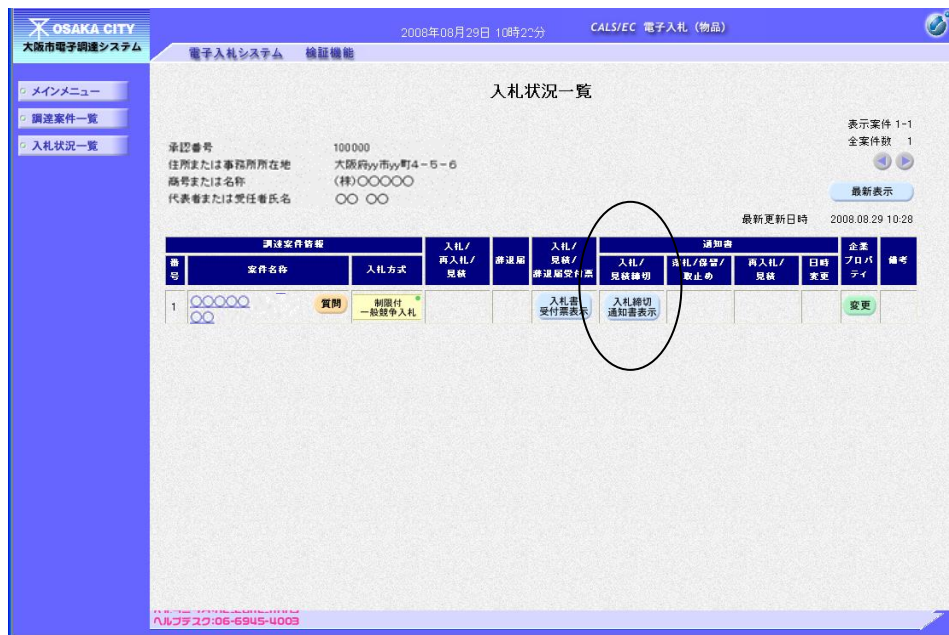 OSAKA CITY
大阪市電子調達システム
2008年08月29日 10時22分 CALS/EC 電子入札（物品）
電子入札システム 検証機能
メインメニュー
調達案件一覧
入札状況一覧
入札状況一覧
表示案件 1-1
全案件数 1
承認番号 100000
住所または事務所所在地 大阪府yy市yy町4-5-6
商号または名称 (株)〇〇〇〇〇
代表者または受任者氏名 〇〇 〇〇
最新表示
最新更新日時 2008.08.29 10:28
調達案件情報
入札/
再入札/
見積
辞退届
入札/
見積/
辞退届受付票
通知書
企業
プロパ
ティ
備考
番
号
案件名称
入札方式
入札/
見積締切
落札/保留/
取止め
再入札/
見積
日時
変更
1
〇〇〇〇〇
〇〇
質問
制限付
一般競争入札
入札書
受付票表示
入札締切
通知書表示
変更
ヘルプデスク:06-6945-4003